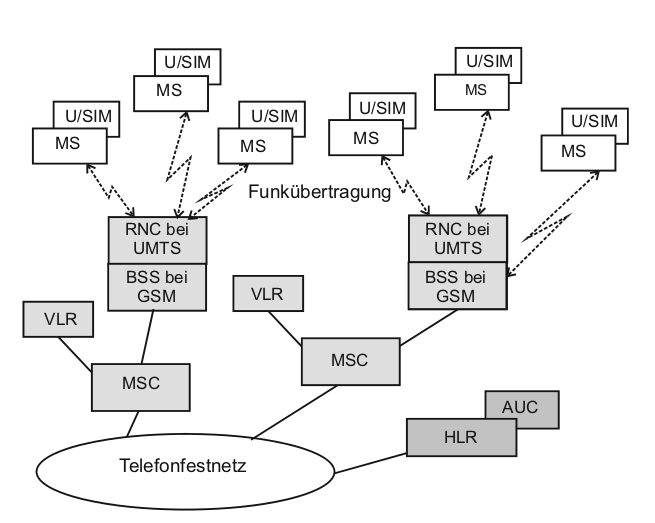 U/SIM
MS
U/SIM
MS
U/SIM
MS
U/SIM
MS
U/SIM
MS
U/SIM
MS
Funkübertragung
RNC bei
UMTS
BSS bei
GSM
RNC bei
UMTS
BSS bei
GSM
VLR
VLR
MSC
MSC
AUC
HLR
Telefonfestnetz